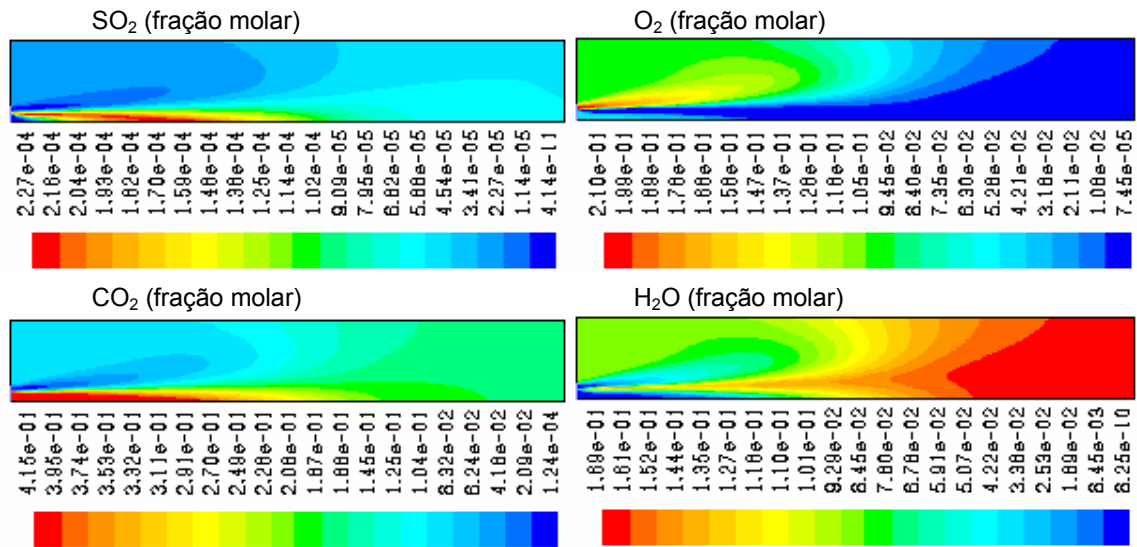 SO₂ (fração molar)
2.27e-04
2.16e-04
2.04e-04
1.93e-04
1.82e-04
1.70e-04
1.59e-04
1.48e-04
1.36e-04
1.25e-04
1.14e-04
1.02e-04
9.09e-05
7.95e-05
6.82e-05
5.68e-05
4.54e-05
3.41e-05
2.27e-05
1.14e-05
4.14e-11
O₂ (fração molar)
2.10e-01
1.99e-01
1.89e-01
1.78e-01
1.68e-01
1.58e-01
1.47e-01
1.37e-01
1.26e-01
1.16e-01
1.05e-01
9.45e-02
8.40e-02
7.35e-02
6.30e-02
5.26e-02
4.21e-02
3.16e-02
2.11e-02
1.06e-02
7.45e-05
CO₂ (fração molar)
4.15e-01
3.95e-01
3.74e-01
3.53e-01
3.32e-01
3.11e-01
2.91e-01
2.70e-01
2.49e-01
2.28e-01
2.08e-01
1.87e-01
1.66e-01
1.45e-01
1.25e-01
1.04e-01
8.32e-02
6.24e-02
4.16e-02
2.09e-02
1.24e-04
H₂O (fração molar)
1.69e-01
1.61e-01
1.52e-01
1.44e-01
1.35e-01
1.27e-01
1.18e-01
1.10e-01
1.01e-01
9.29e-02
8.45e-02
7.60e-02
6.76e-02
5.91e-02
5.07e-02
4.22e-02
3.38e-02
2.53e-02
1.69e-02
8.45e-03
8.25e-10